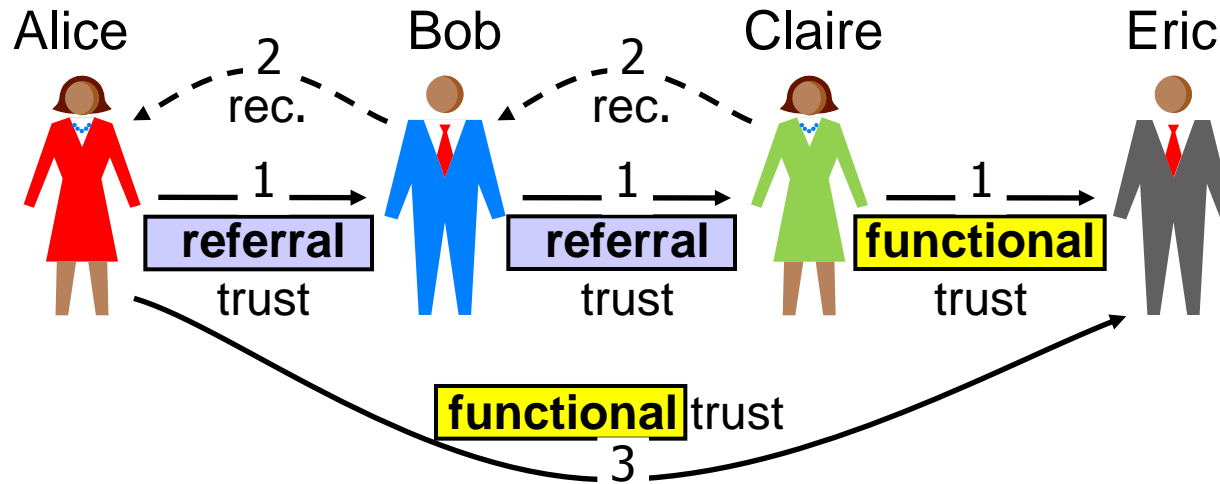 Alice Bob Claire Eric
2 2
rec. rec.
1 1 1
referral referral functional
trust trust trust
functional trust
3